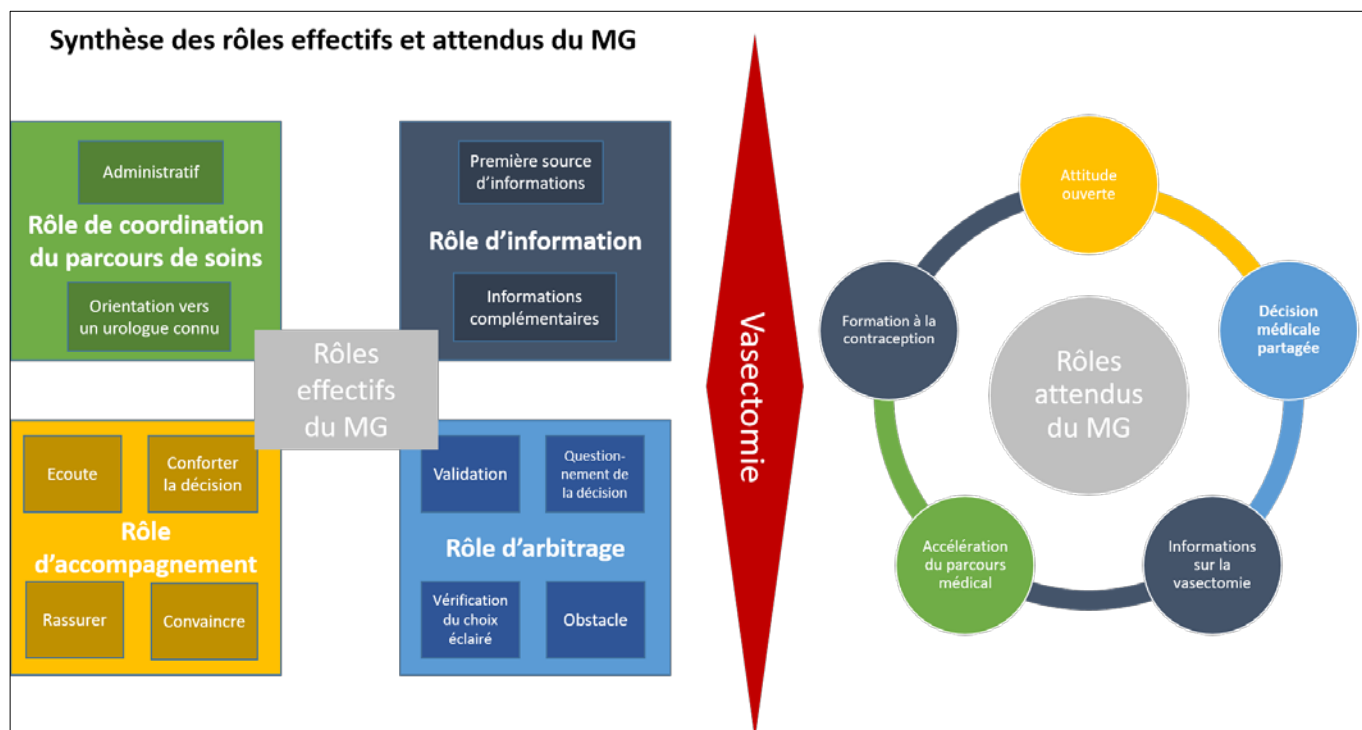 Synthèse des rôles effectifs et attendus du MG
Administratif
Rôle de coordination
du parcours de soins
Orientation vers
un urologue connu
Première source
d'informations
Rôle d'information
Informations
complémentaires
Rôles
effectifs
du MG
Ecoute
Conforter
la décision
Rôle
d'accompagnement
Rassurer
Convaincre
Validation
Question-
nement de
la décision
Rôle d'arbitrage
Vérification
du choix
éclairé
Obstacle
Vasectomie
Attitude
ouverte
Décision
médicale
partagée
Informations
sur la
vasectomie
Accélération
du parcours
médical
Formation à la
contraception
Rôles
attendus
du MG